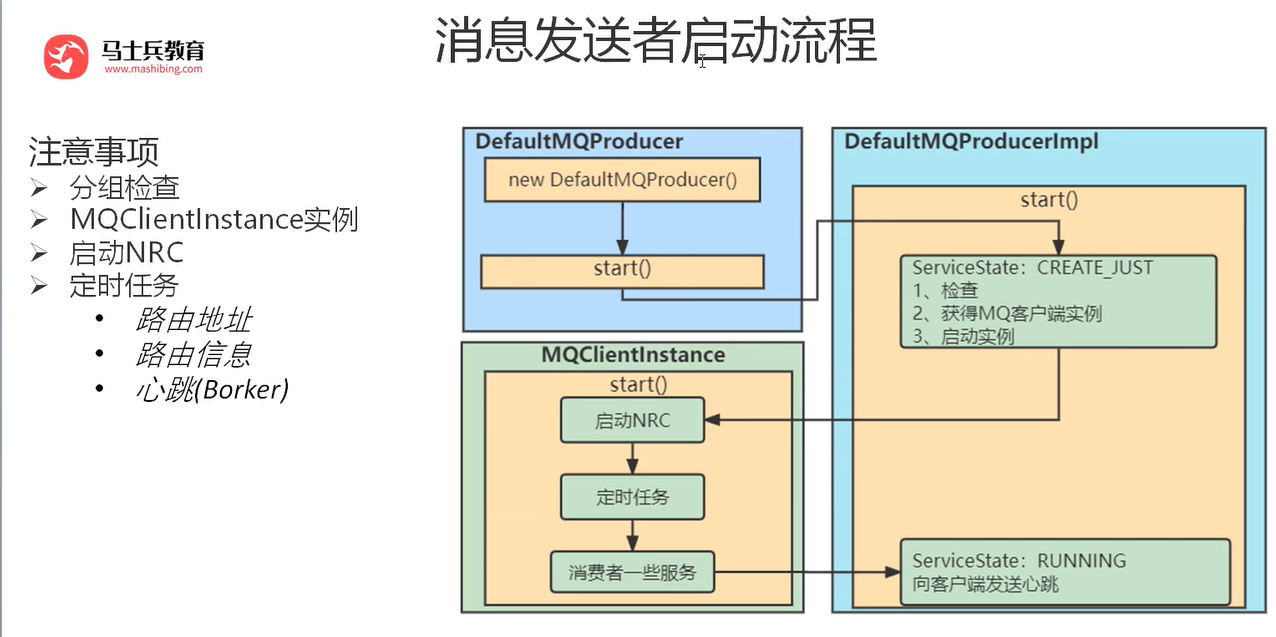 马士兵教育
www.mashibing.com
消息发送者启动流程
注意事项
分组检查
MQClientInstance实例
启动NRC
定时任务
路由地址
路由信息
心跳(Borker)
DefaultMQProducer
new DefaultMQProducer()
start()
DefaultMQProducerImpl
start()
ServiceState：CREATE_JUST
1、检查
2、获得MQ客户端实例
3、启动实例
MQClientInstance
start()
启动NRC
定时任务
消费者一些服务
ServiceState：RUNNING
向客户端发送心跳